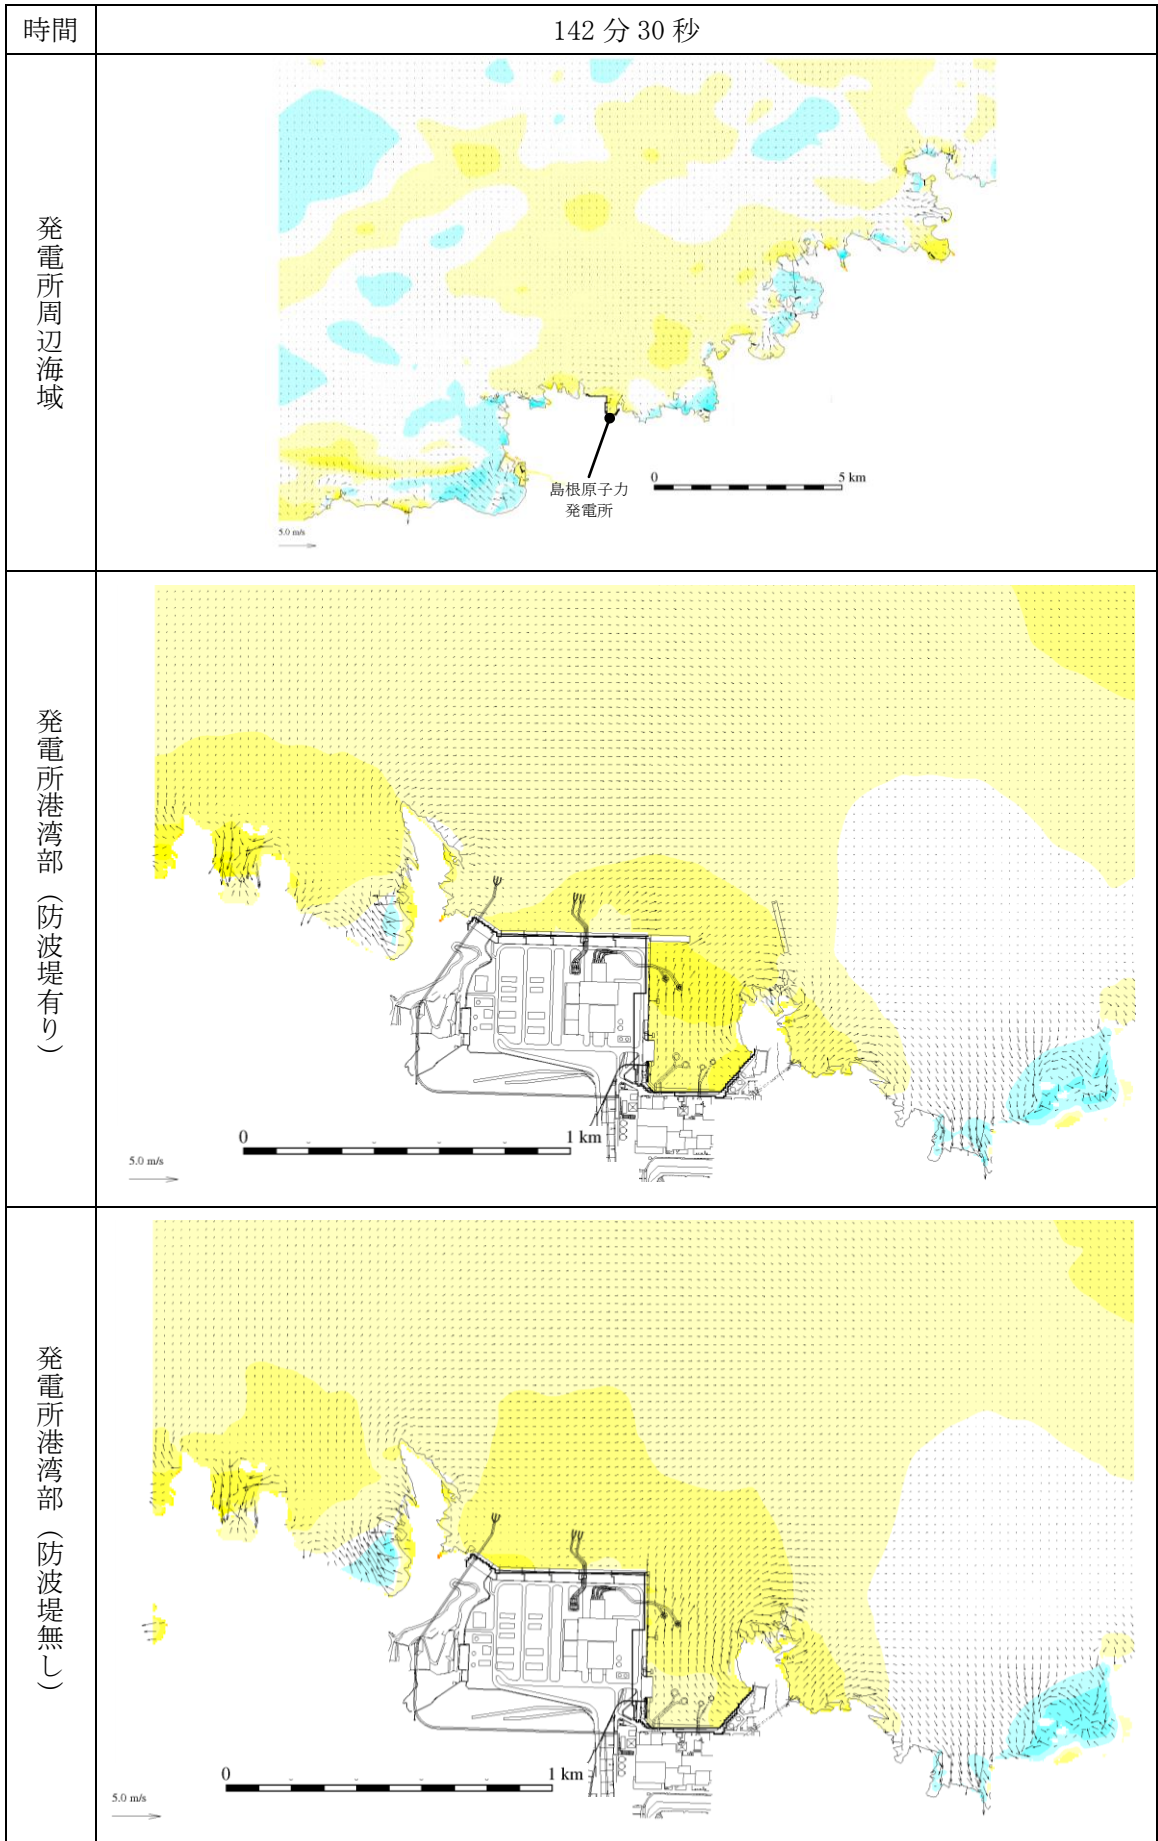 時間
142 分 30 秒
発電所周辺海域
島根原子力
発電所
0
5 km
5.0 m/s
発電所港湾部（防波堤有り）
0
1 km
5.0 m/s
発電所港湾部（防波堤無し）
0
1 km
5.0 m/s